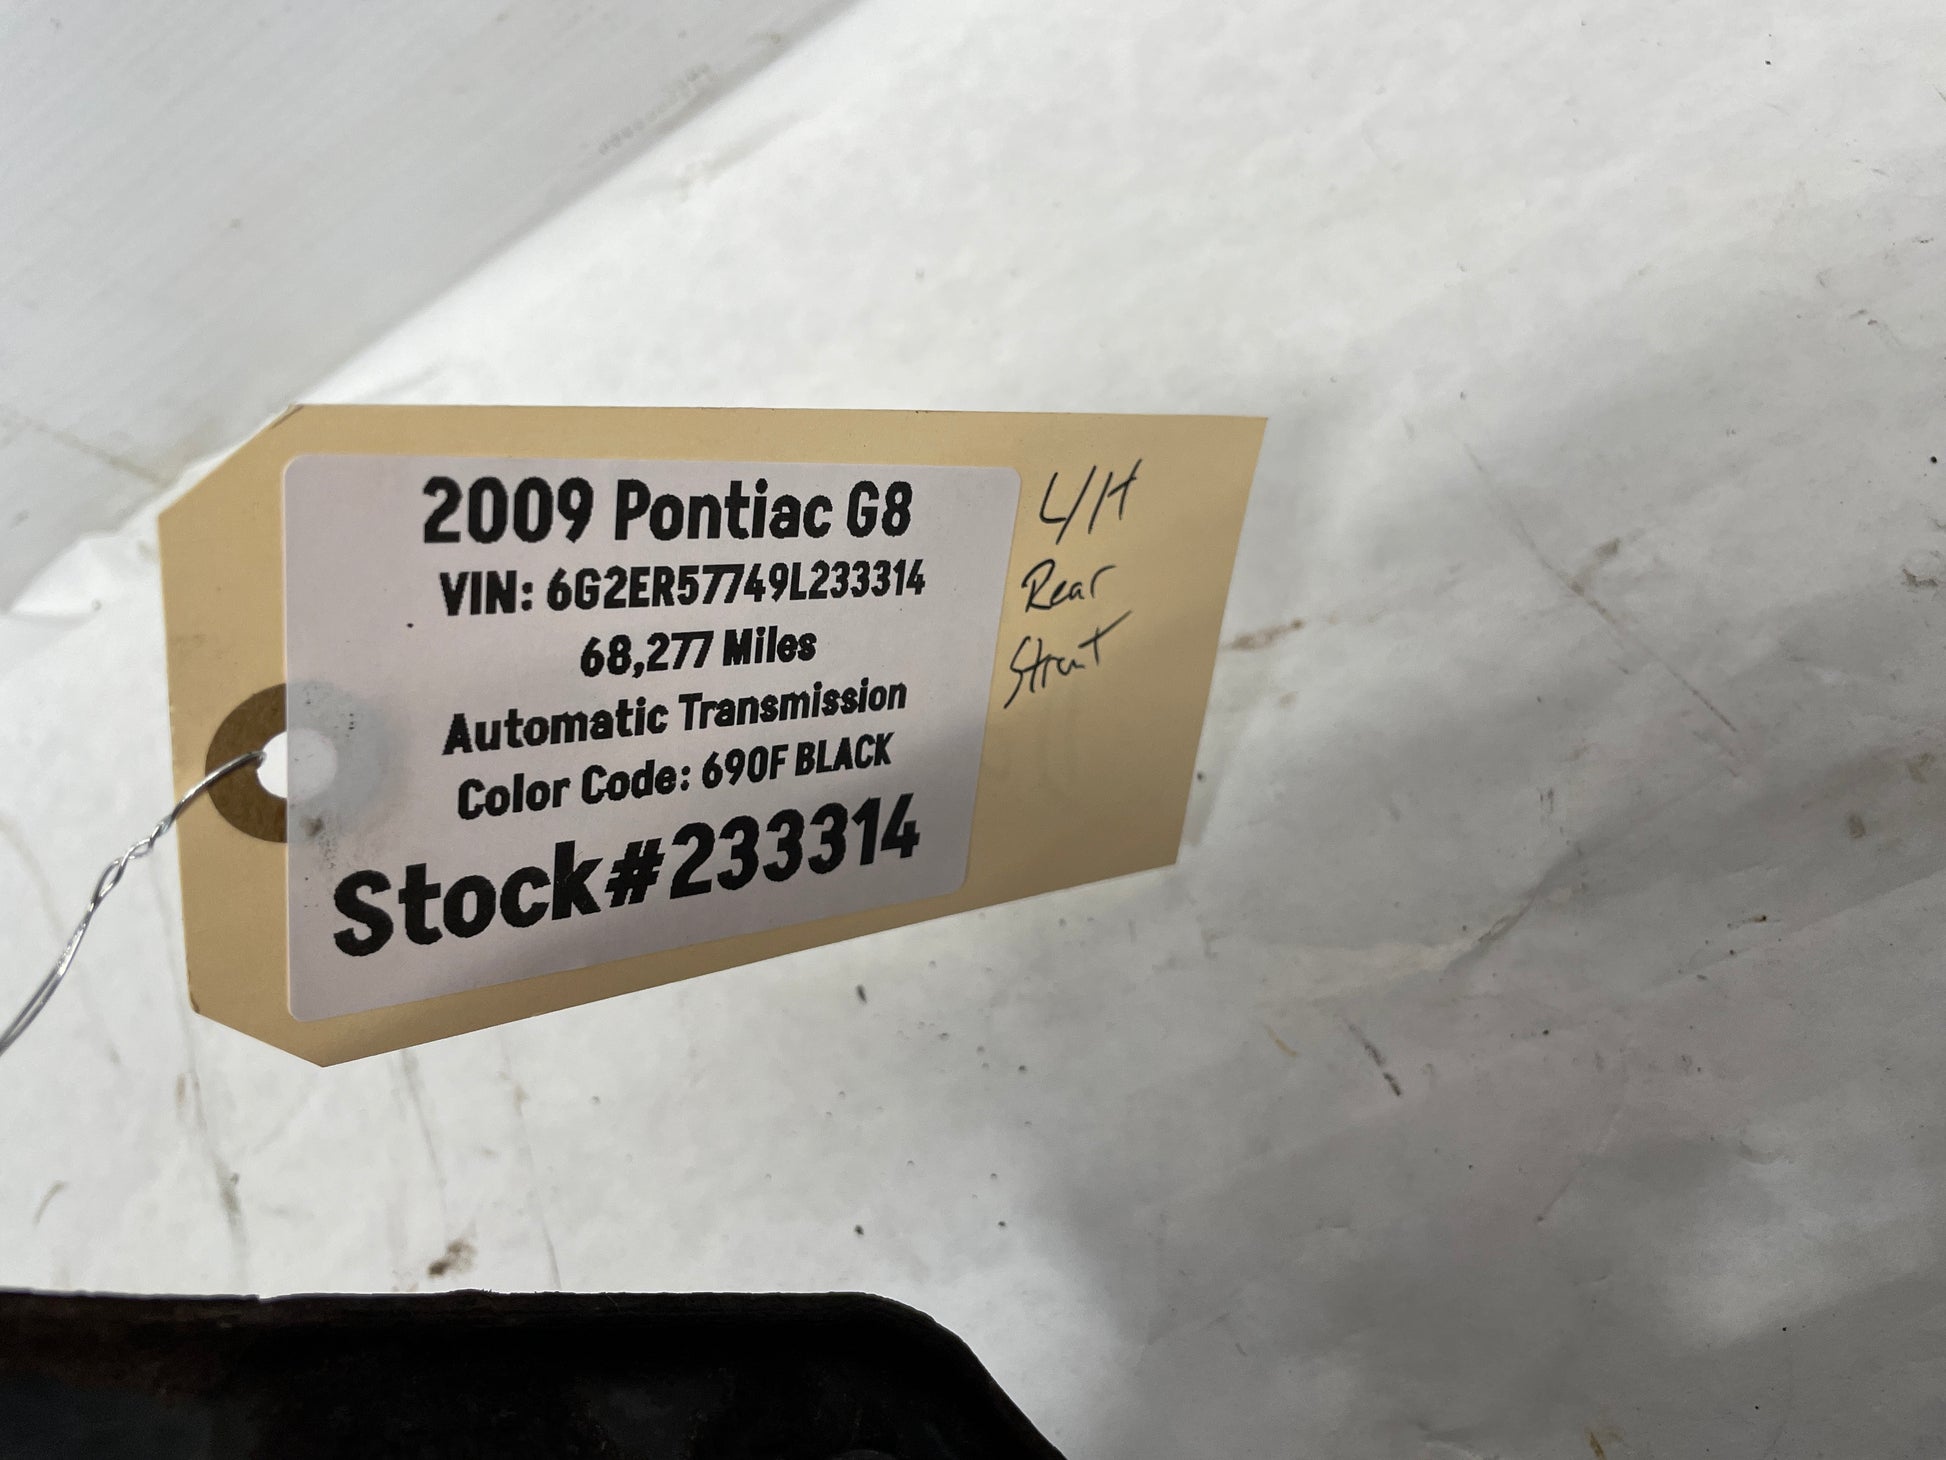 2009 Pontiac G8
VIN: 6G2ER57749L233314
68,277 Miles
Automatic Transmission
Color Code: 690F BLACK
Stock#233314
L/H
Rear
Strut